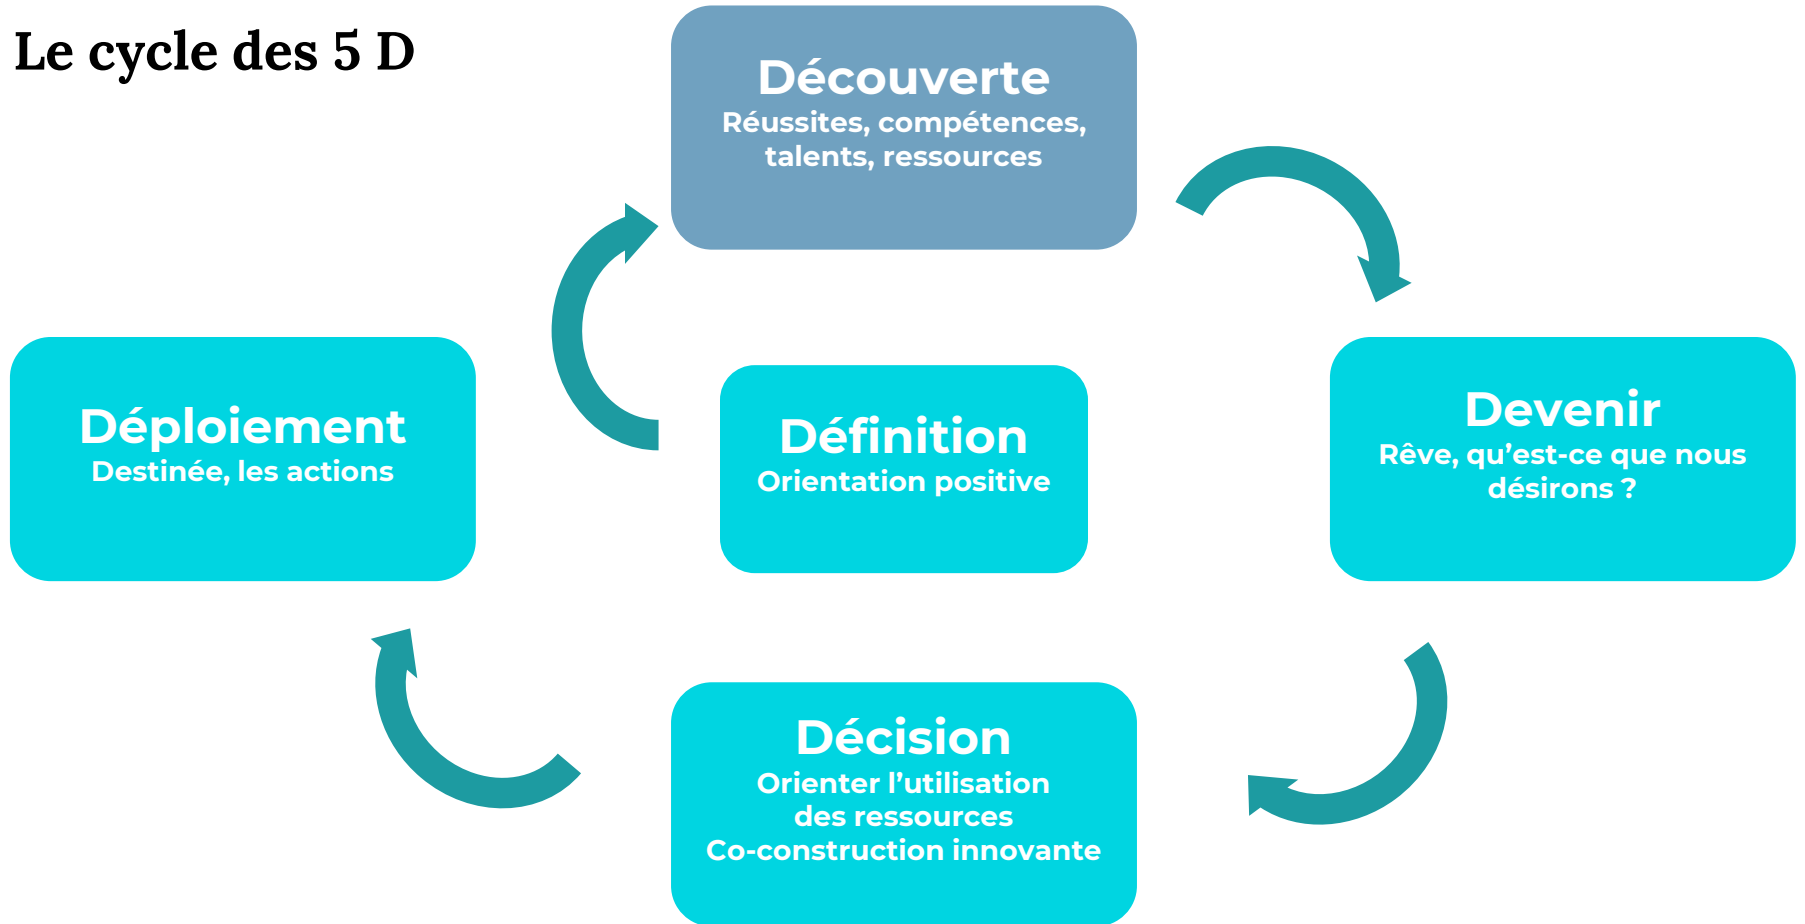 Le cycle des 5 D
Découverte
Réussites, compétences,
talents, ressources
Déploiement
Destinée, les actions
Définition
Orientation positive
Devenir
Rêve, qu’est-ce que nous
désirons ?
Décision
Orienter l’utilisation
des ressources
Co-construction innovante